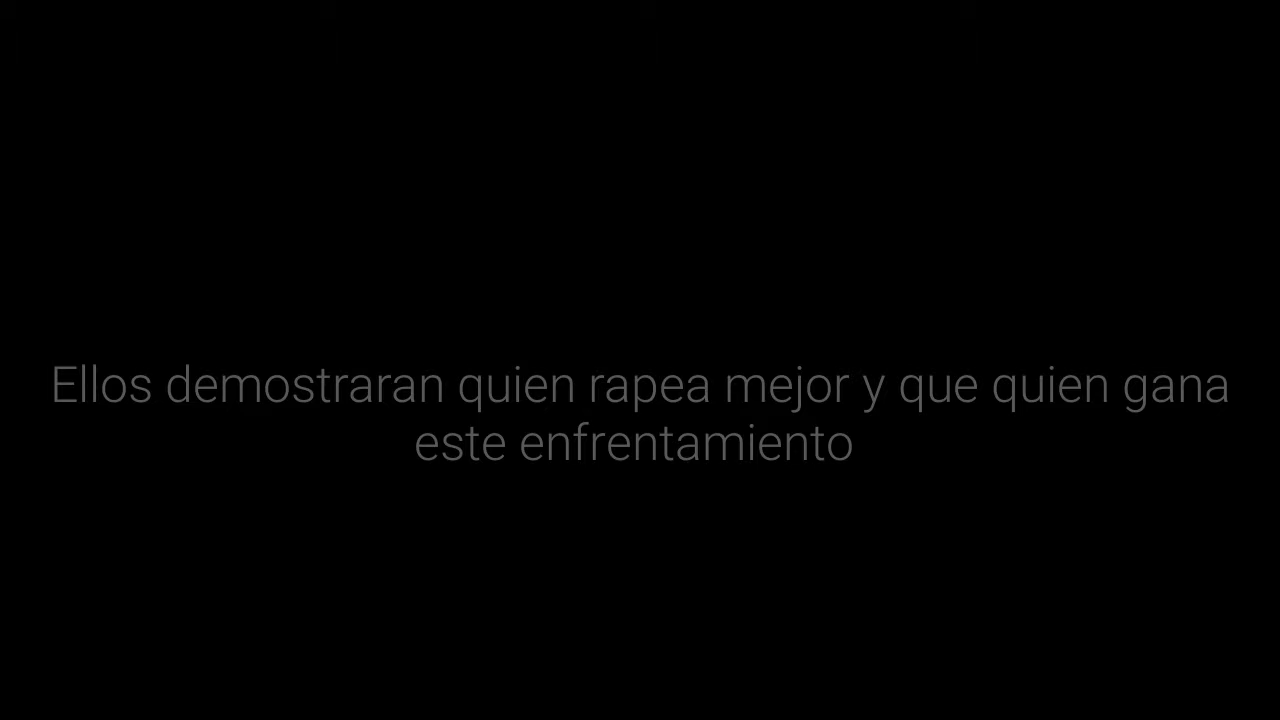 Ellos demostraran quien rapea mejor y que quien gana
este enfrentamiento